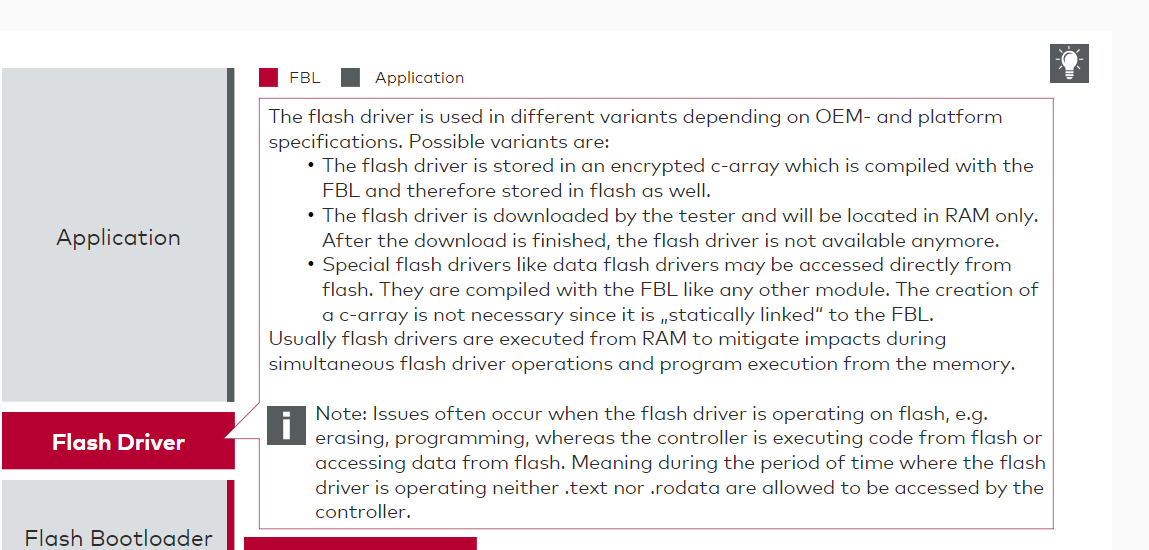 FBL Application
The flash driver is used in different variants depending on OEM- and platform
specifications. Possible variants are:
• The flash driver is stored in an encrypted c-array which is compiled with the
FBL and therefore stored in flash as well.
• The flash driver is downloaded by the tester and will be located in RAM only.
After the download is finished, the flash driver is not available anymore.
• Special flash drivers like data flash drivers may be accessed directly from
flash. They are compiled with the FBL like any other module. The creation of
a c-array is not necessary since it is „statically linked“ to the FBL.
Usually flash drivers are executed from RAM to mitigate impacts during
simultaneous flash driver operations and program execution from the memory.
i
Note: Issues often occur when the flash driver is operating on flash, e.g.
erasing, programming, whereas the controller is executing code from flash or
accessing data from flash. Meaning during the period of time where the flash
driver is operating neither .text nor .rodata are allowed to be accessed by the
controller.
Application
Flash Driver
Flash Bootloader